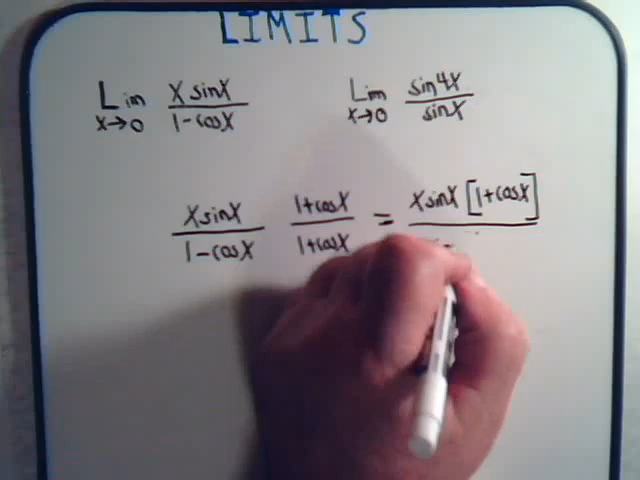 LIMITS
Lim x→0 x sinx / 1-cosx    Lim x→0 sin4x / sinx
xsinx / 1-cosx  1+cosx / 1+cosx = xsinx [1+cosx]